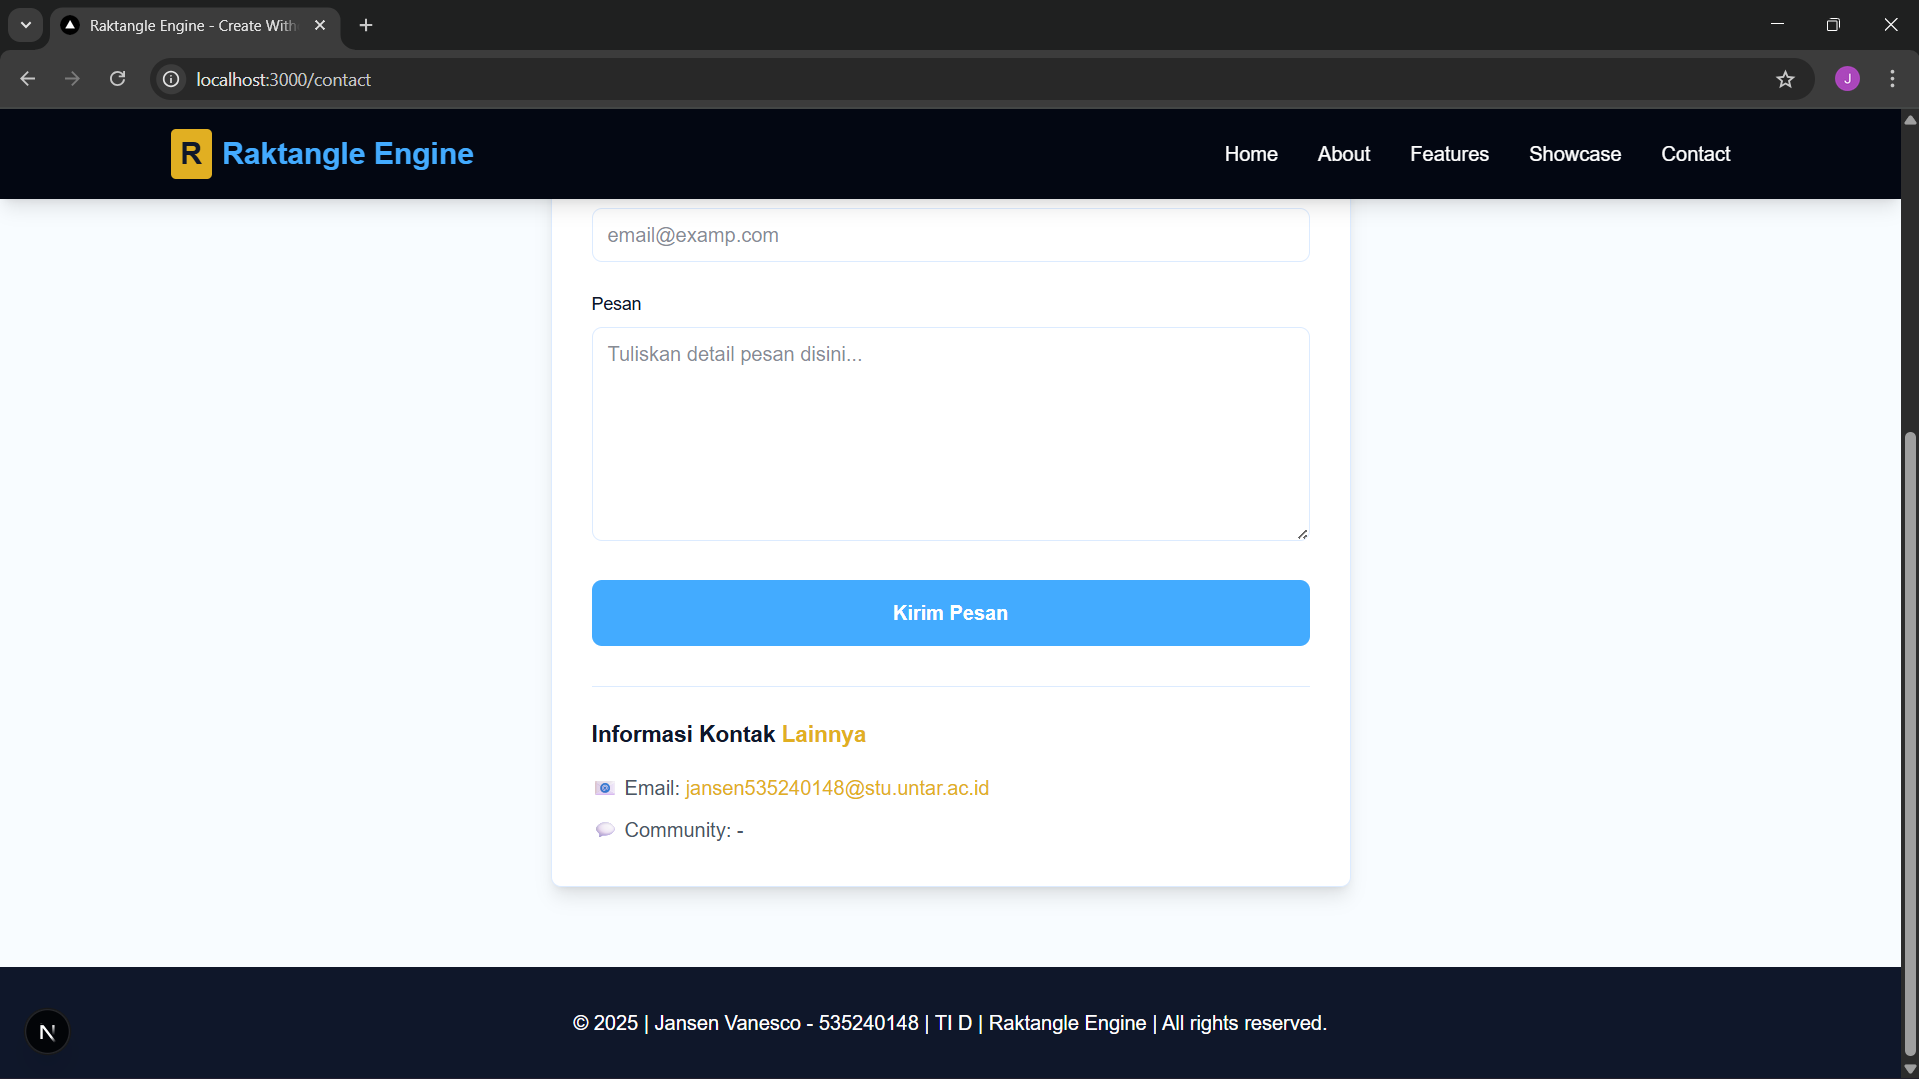 Raktangle Engine - Create With
localhost:3000/contact
J
R Raktangle Engine
Home About Features Showcase Contact
email@examp.com
Pesan
Tuliskan detail pesan disini...
Kirim Pesan
Informasi Kontak Lainnya
Email: jansen535240148@stu.untar.ac.id
Community: -
© 2025 | Jansen Vanesco - 535240148 | TI D | Raktangle Engine | All rights reserved.
N